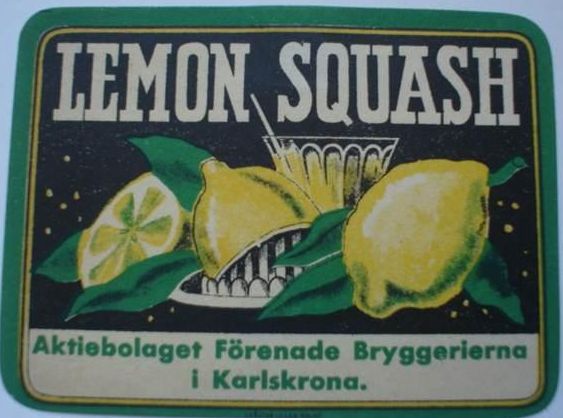 LEMON SQUASH
Aktiebolaget Förenade Bryggerierna
i Karlskrona.